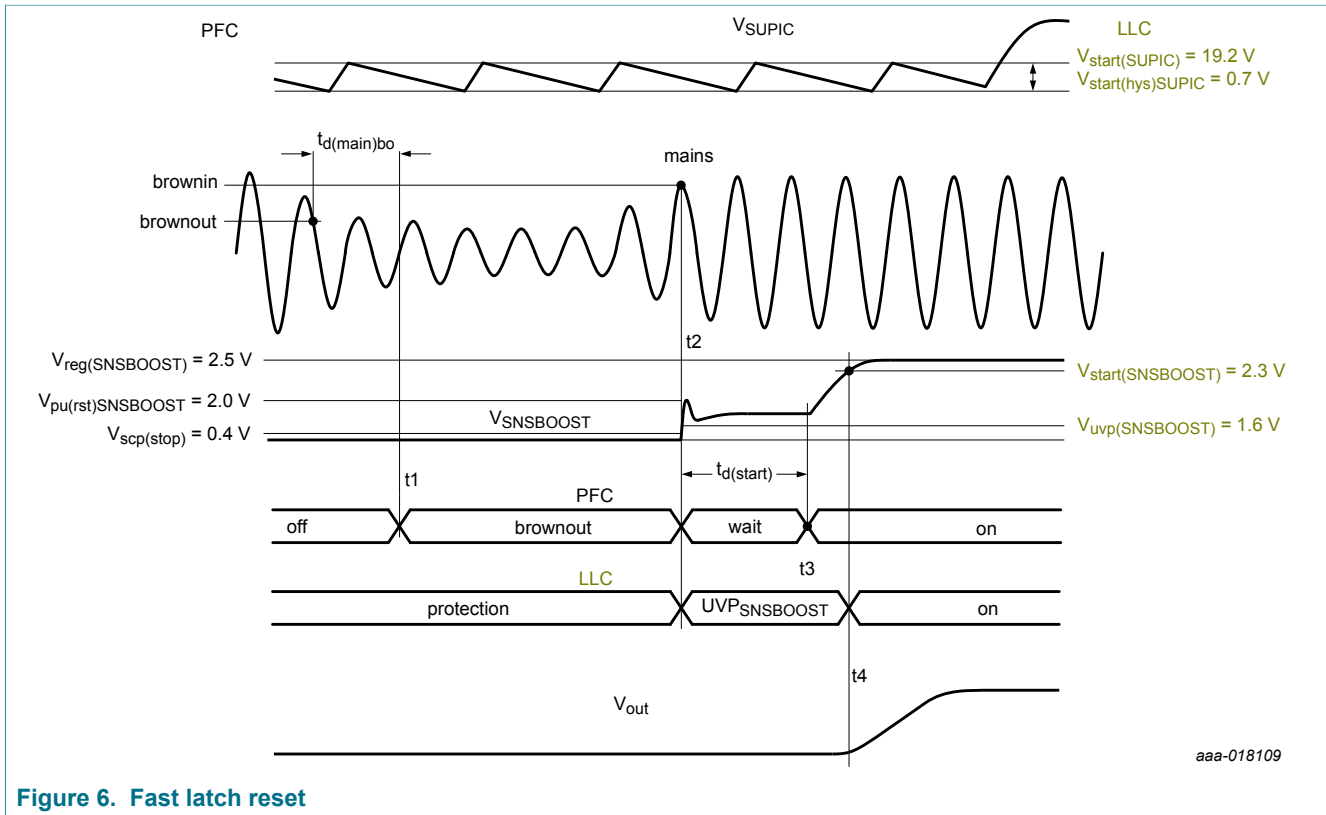 PFC
VSUPIC
LLC
Vstart(SUPIC) = 19.2 V
Vstart(hys)SUPIC = 0.7 V
td(main)bo
mains
brownin
brownout
t2
Vreg(SNSBOOST) = 2.5 V
Vstart(SNSBOOST) = 2.3 V
Vpu(rst)SNSBOOST = 2.0 V
VSNSBOOST
Vscp(stop) = 0.4 V
Vuvp(SNSBOOST) = 1.6 V
td(start)
t1
PFC
off
brownout
wait
on
t3
LLC
protection
UVPSNSBOOST
on
t4
Vout
aaa-018109
Figure 6. Fast latch reset